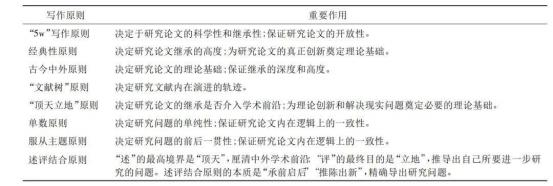 写作原则 重要作用
“5w”写作原则 决定于研究论文的科学性和继承性;保证研究论文的开放性。
经典性原则 决定研究论文继承的高度;为研究论文的真正创新奠定理论基础。
古今中外原则 决定研究论文的理论基础;保证继承的深度和高度。
“文献树”原则 决定研究文献内在演进的轨迹。
“顶天立地”原则 决定研究论文的继承是否介入学术前沿;为理论创新和解决现实问题奠定必要的理论基础。
单数原则 决定研究问题的单纯性;保证研究论文内在逻辑上的一致性。
服从主题原则 决定研究问题的前后一贯性;保证研究论文内在逻辑上的一致性。
述评结合原则 “述”的最高境界是“顶天”,厘清中外学术前沿;“评”的最终目的是“立地”,推导出自己所要进一步研
究的问题。述评结合原则的本质是“承前启后”“推陈出新”,精确导出研究问题。